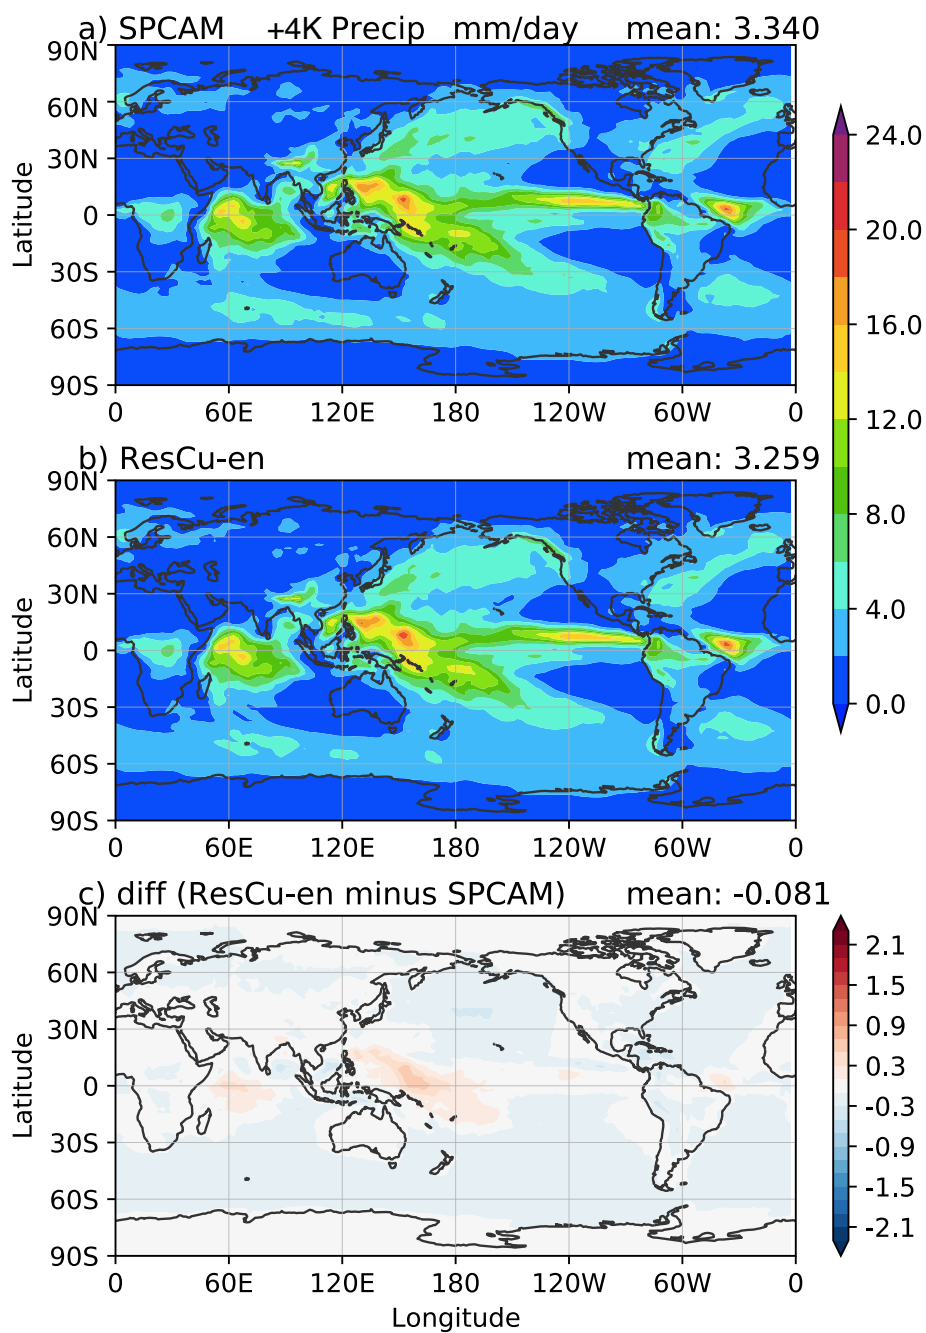 a) SPCAM +4K Precip mm/day mean: 3.340
90N
60N
30N
0
30S
60S
90S
Latitude
0 60E 120E 180 120W 60W 0
b) ResCu-en mean: 3.259
90N
60N
30N
0
30S
60S
90S
Latitude
0 60E 120E 180 120W 60W 0
24.0
20.0
16.0
12.0
8.0
4.0
0.0
c) diff (ResCu-en minus SPCAM) mean: -0.081
90N
60N
30N
0
30S
60S
90S
Latitude
0 60E 120E 180 120W 60W 0
Longitude
2.1
1.5
0.9
0.3
-0.3
-0.9
-1.5
-2.1